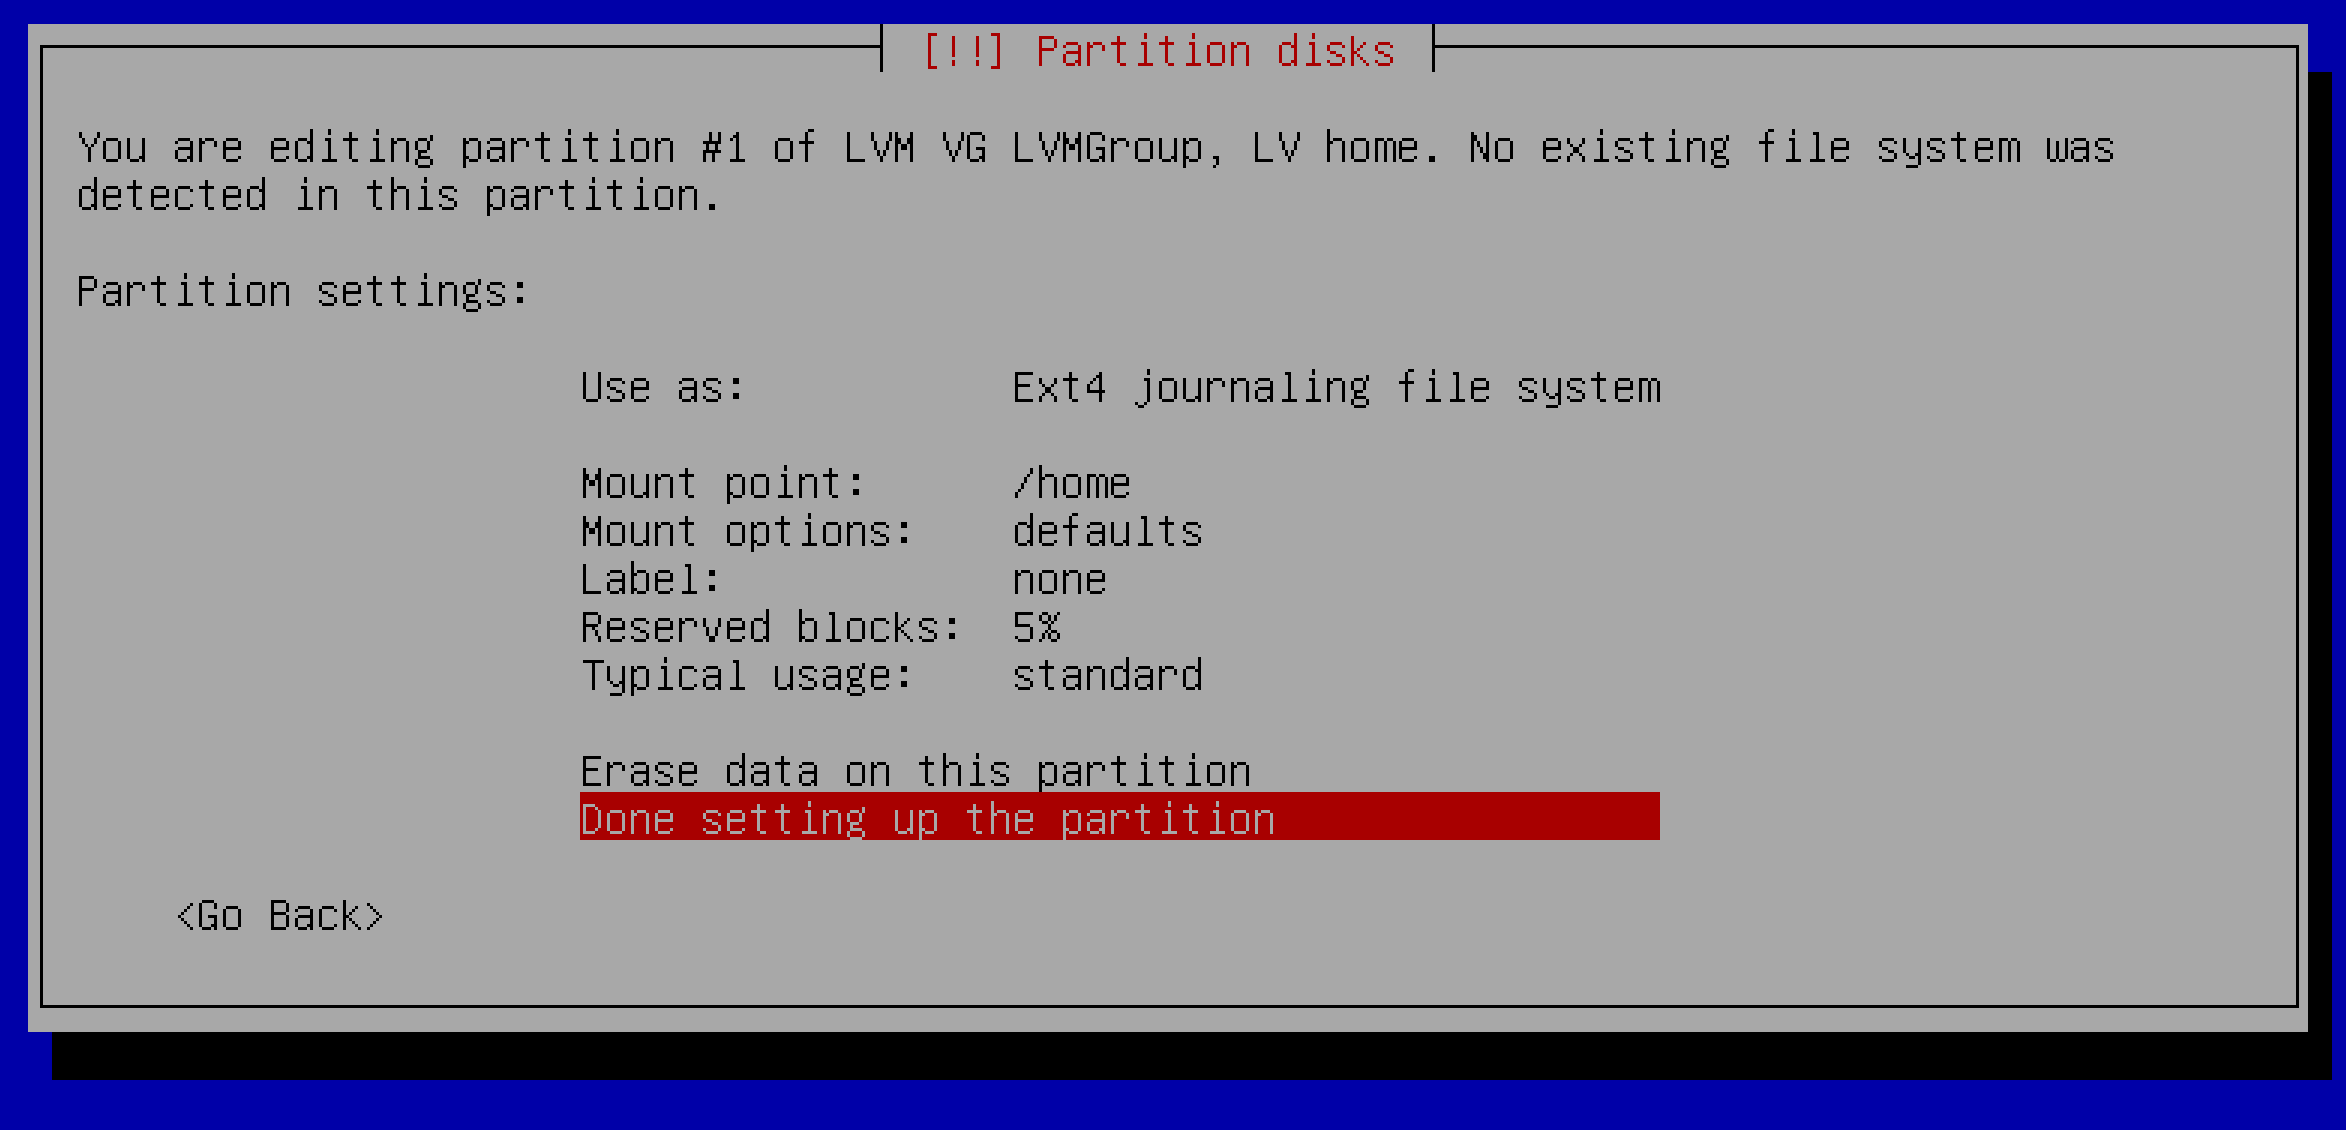 [!!] Partition disks
You are editing partition #1 of LVM VG LVMGroup, LV home. No existing file system was
detected in this partition.
Partition settings:
Use as: Ext4 journaling file system
Mount point: /home
Mount options: defaults
Label: none
Reserved blocks: 5%
Typical usage: standard
Erase data on this partition
Done setting up the partition
<Go Back>